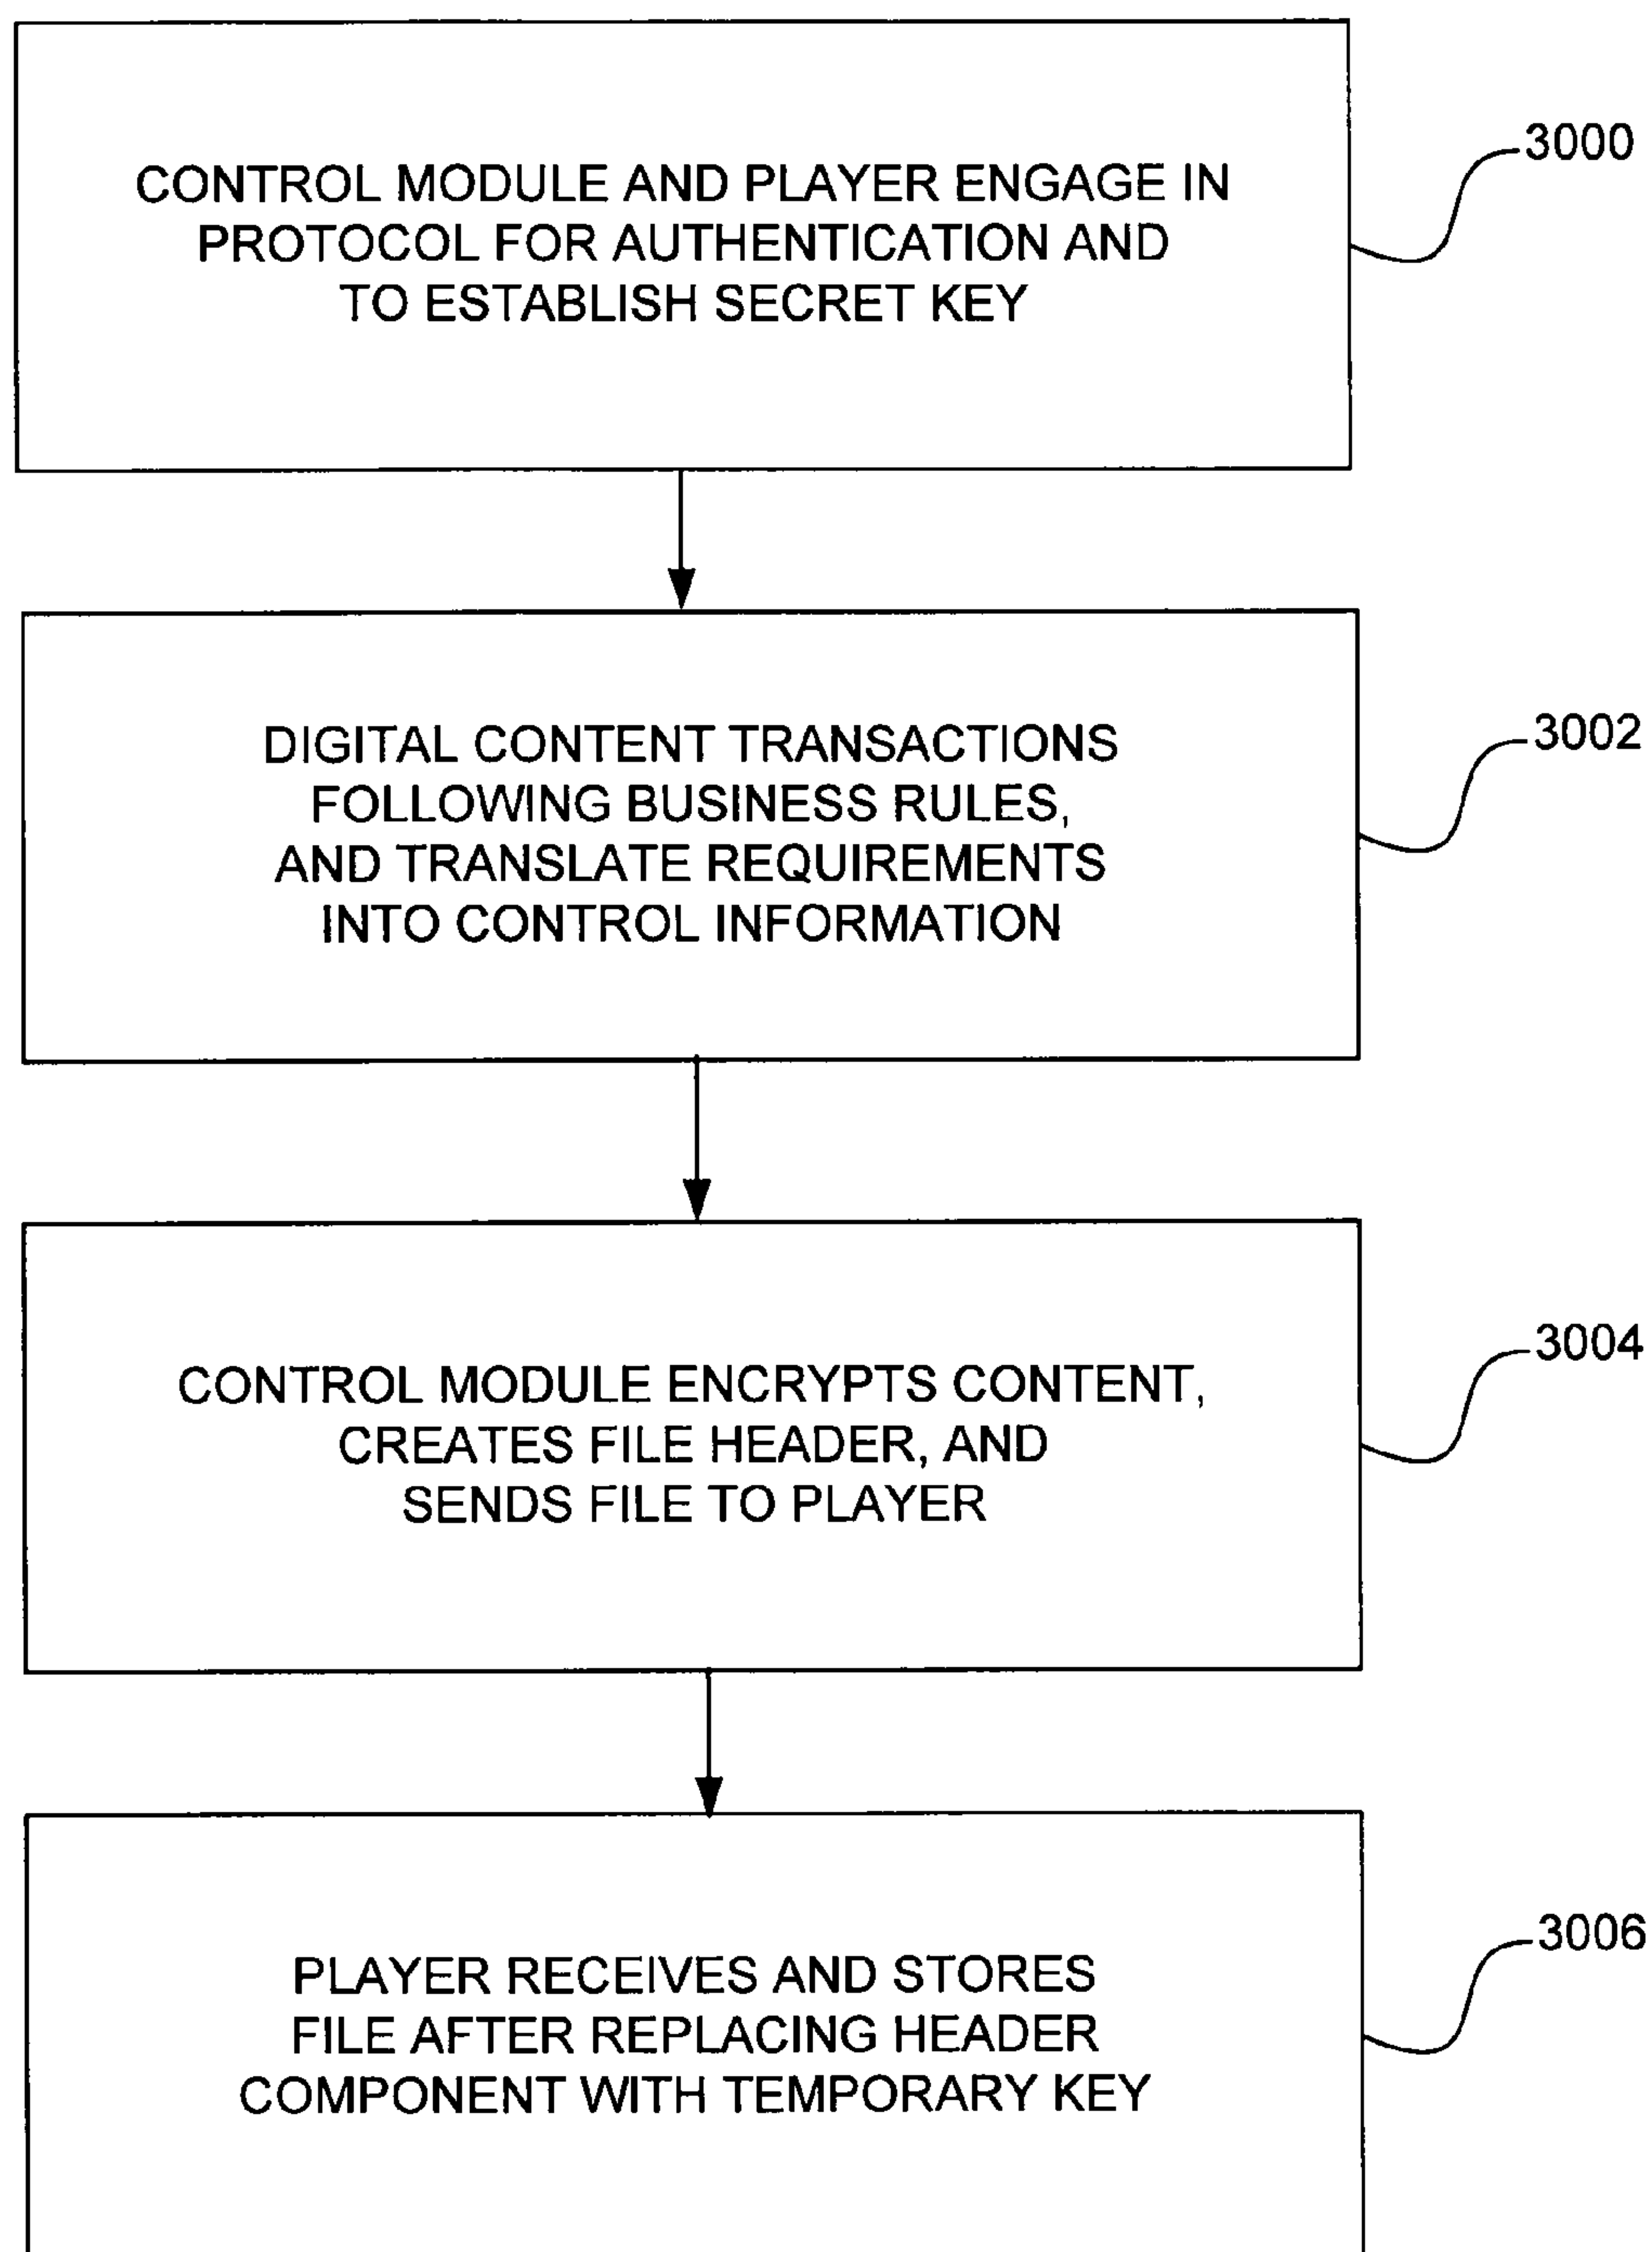 CONTROL MODULE AND PLAYER ENGAGE IN
PROTOCOL FOR AUTHENTICATION AND
TO ESTABLISH SECRET KEY
3000
DIGITAL CONTENT TRANSACTIONS
FOLLOWING BUSINESS RULES,
AND TRANSLATE REQUIREMENTS
INTO CONTROL INFORMATION
3002
CONTROL MODULE ENCRYPTS CONTENT,
CREATES FILE HEADER, AND
SENDS FILE TO PLAYER
3004
PLAYER RECEIVES AND STORES
FILE AFTER REPLACING HEADER
COMPONENT WITH TEMPORARY KEY
3006